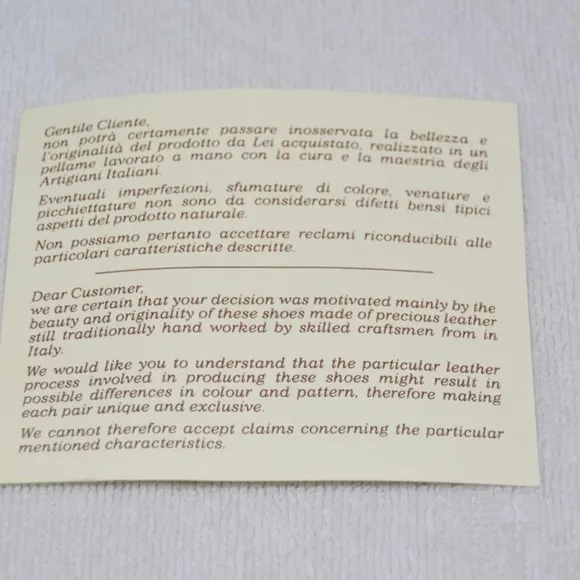 Gentile Cliente,
non potrà certamente passare inosservata la bellezza e
l'originalità del prodotto da Lei acquistato, realizzato in un
pellame lavorato a mano con la cura e la maestria degli
Artigiani Italiani.
Eventuali imperfezioni, sfumature di colore, venature e
picchiettature non sono da considerarsi difetti bensi tipici
aspetti del prodotto naturale.
Non possiamo pertanto accettare reclami riconducibili alle
particolari caratteristiche descritte.
Dear Customer,
we are certain that your decision was motivated mainly by the
beauty and originality of these shoes made of precious leather
still traditionally hand worked by skilled craftsmen from in
Italy.
We would like you to understand that the particular leather
process involved in producing these shoes might result in
possible differences in colour and pattern, therefore making
each pair unique and exclusive.
We cannot therefore accept claims concerning the particular
mentioned characteristics.